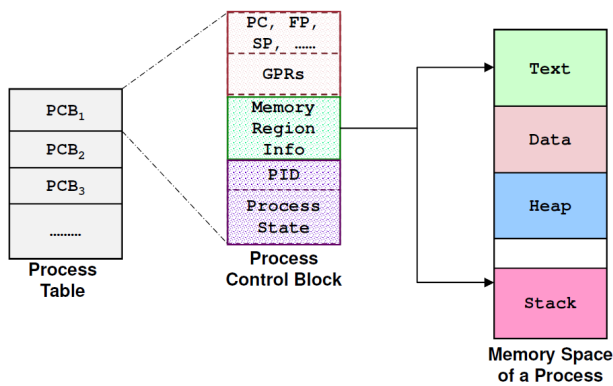 PCB₁
PCB₂
PCB₃
.........
Process
Table
PC, FP,
SP, ......
GPRs
Memory
Region
Info
PID
Process
State
Process
Control Block
Text
Data
Heap
Stack
Memory Space
of a Process